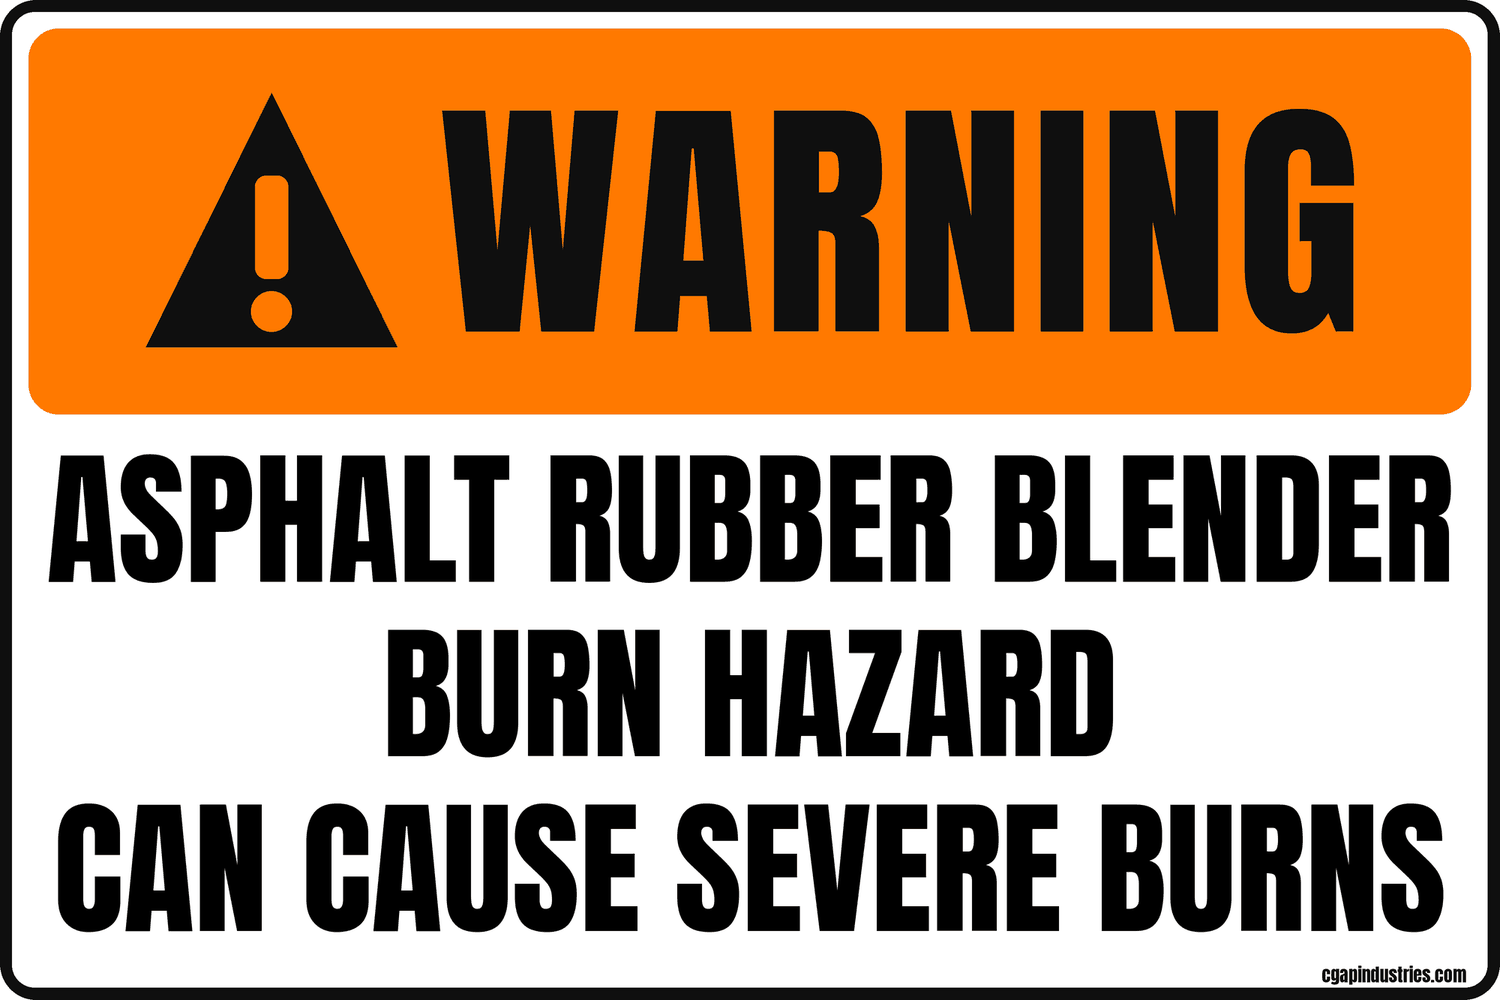 WARNING
ASPHALT RUBBER BLENDER
BURN HAZARD
CAN CAUSE SEVERE BURNS
cgapindustries.com